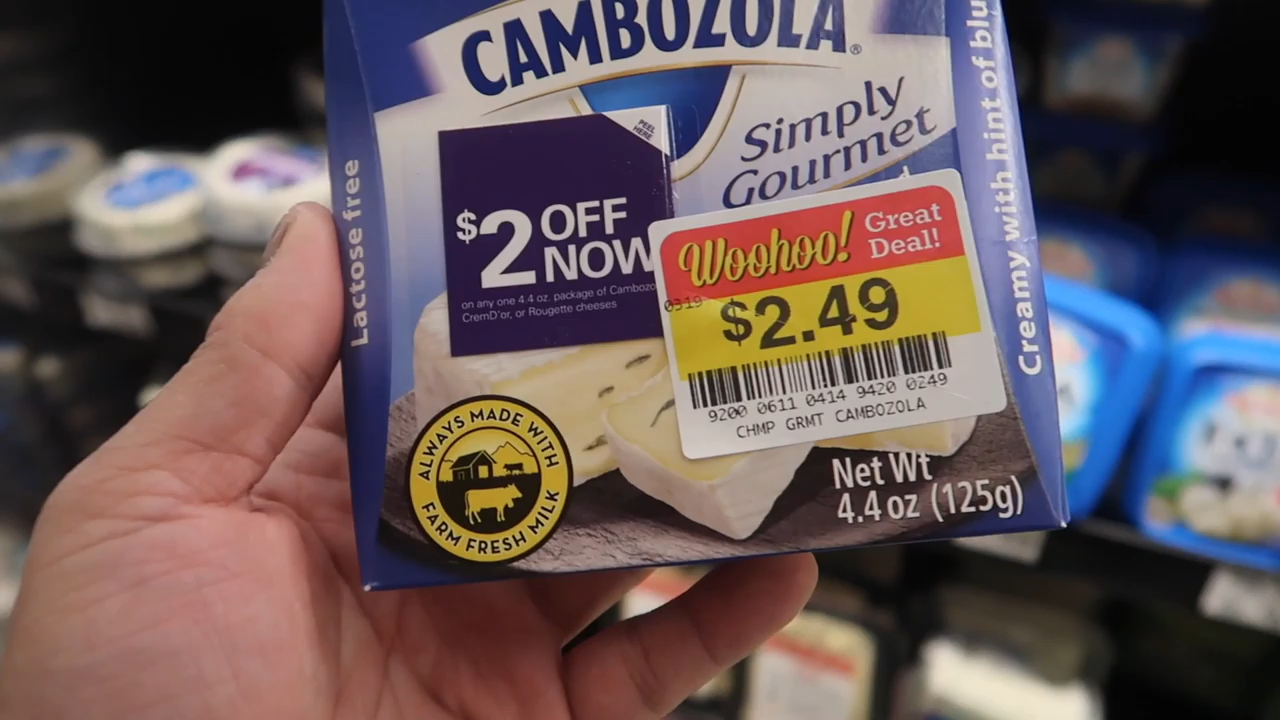 CAMBOZOLA®
Simply
Gourmet
Lactose free
Creamy with hint of blu
PEEL
HERE
$2 OFF
NOW
on any one 4.4 oz. package of Cambozo
CremD'or, or Rougette cheeses
Woohoo! Great
Deal!
0319
$2.49
9200 0611 0414 9420 0249
CHMP GRMT CAMBOZOLA
ALWAYS MADE WITH
FARM FRESH MILK
Net Wt
4.4 oz (125g)